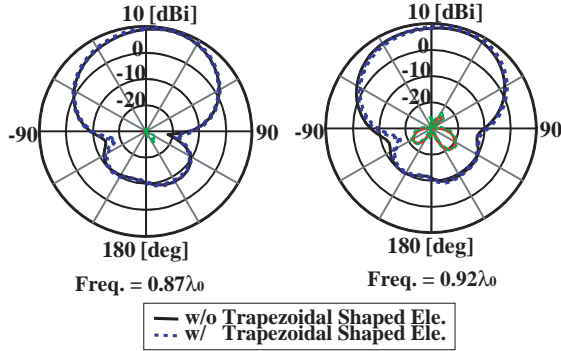 10 [dBi]
0
-10
-20
-90
90
180 [deg]
Freq. = 0.87λ0
10 [dBi]
0
-10
-20
-90
90
180 [deg]
Freq. = 0.92λ0
w/o Trapezoidal Shaped Ele.
w/ Trapezoidal Shaped Ele.